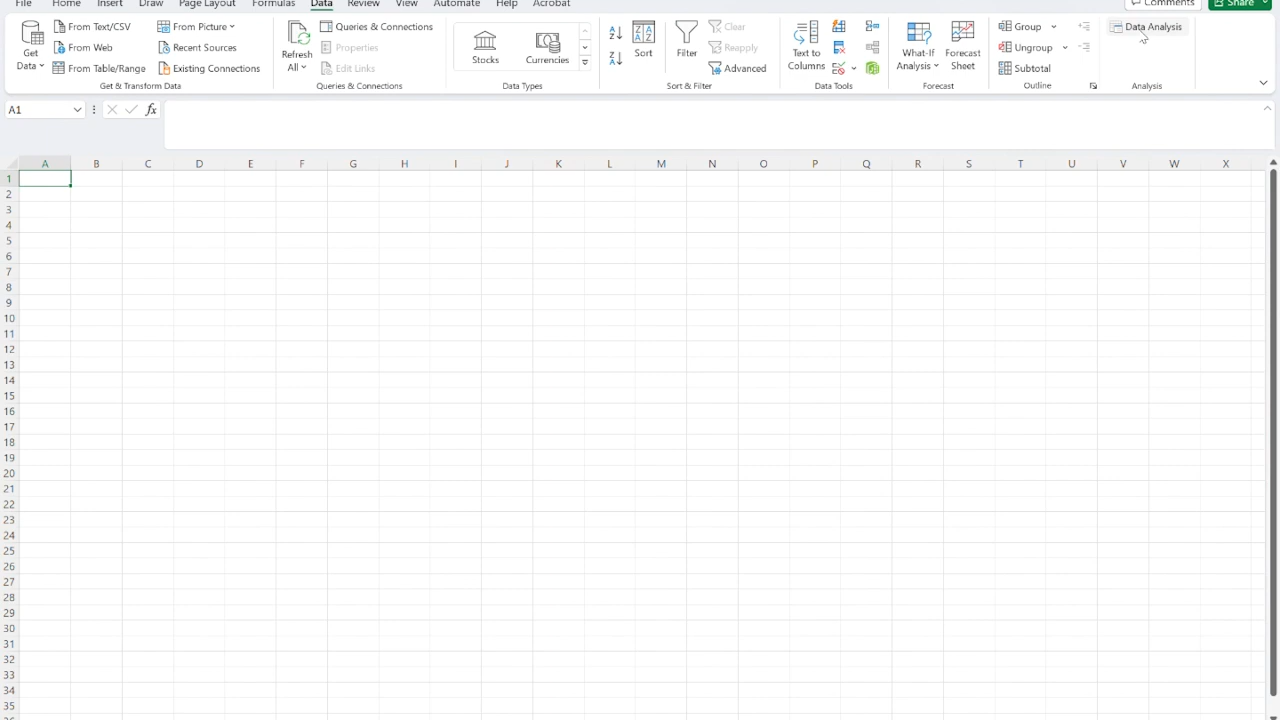 File Home Insert Draw Page Layout Formulas Data Review View Automate Help Acrobat Comments Share
Get Data
From Text/CSV
From Web
From Table/Range
From Picture
Recent Sources
Existing Connections
Get & Transform Data
Refresh All
Queries & Connections
Properties
Edit Links
Queries & Connections
Stocks
Currencies
Data Types
Sort
Filter
Clear
Reapply
Advanced
Sort & Filter
Text to
Columns
Data Tools
What-If
Analysis
Forecast
Sheet
Forecast
Group
Ungroup
Subtotal
Outline
Data Analysis
Analysis
A1
fx
A B C D E F G H I J K L M N O P Q R S T U V W X
1
2
3
4
5
6
7
8
9
10
11
12
13
14
15
16
17
18
19
20
21
22
23
24
25
26
27
28
29
30
31
32
33
34
35